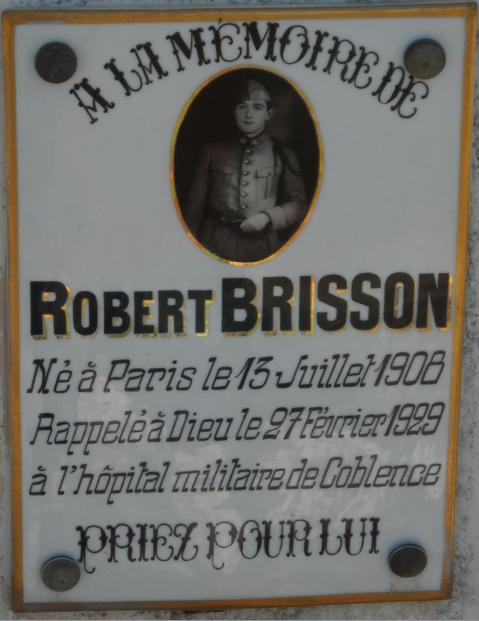 A LA MÉMOIRE DE
ROBERT BRISSON
Né à Paris le 13 Juillet 1908
Rappelé à Dieu le 27 Février 1929
à l'hôpital militaire de Coblence
PRIEZ POUR LUI